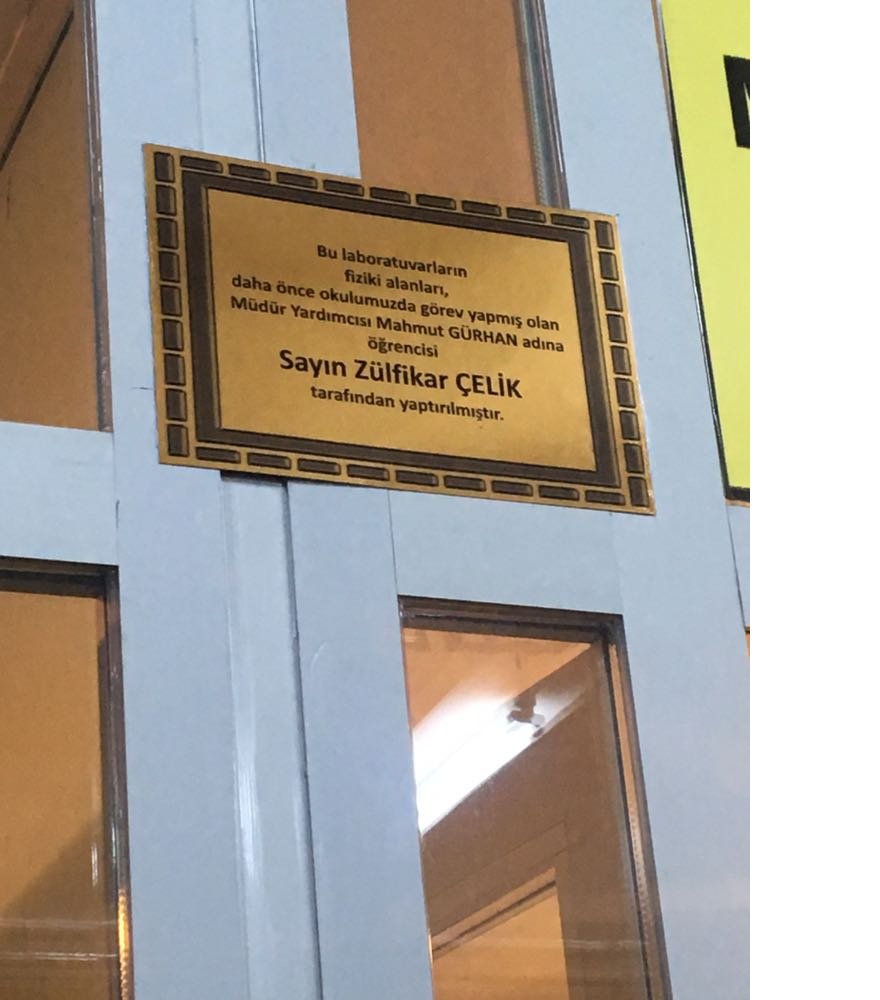 Bu laboratuvarların
fiziki alanları,
daha önce okulumuzda görev yapmış olan
Müdür Yardımcısı Mahmut GÜRHAN adına
öğrencisi
Sayın Zülfikar ÇELİK
tarafından yaptırılmıştır.